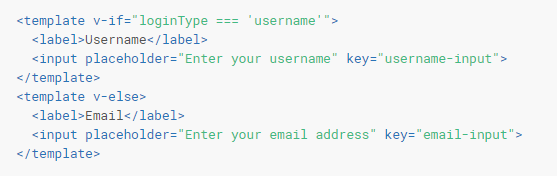 <template v-if="loginType === 'username'">
  <label>Username</label>
  <input placeholder="Enter your username" key="username-input">
</template>
<template v-else>
  <label>Email</label>
  <input placeholder="Enter your email address" key="email-input">
</template>